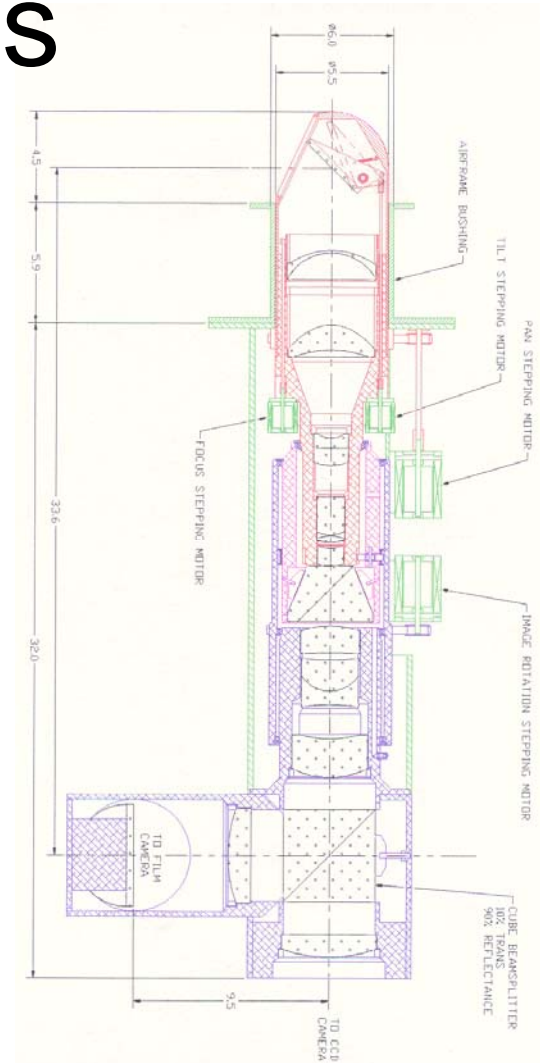 S
ø6.0
ø5.5
4.5
5.9
33.6
32.0
9.5
AIRFRAME BUSHING
TILT STEPPING MOTOR
PAN STEPPING MOTOR
FOCUS STEPPING MOTOR
IMAGE ROTATION STEPPING MOTOR
TO FILM
CAMERA
CUBE BEAMSPLITTER
10% TRANS
90% REFLECTANCE
TO CCD
CAMERA